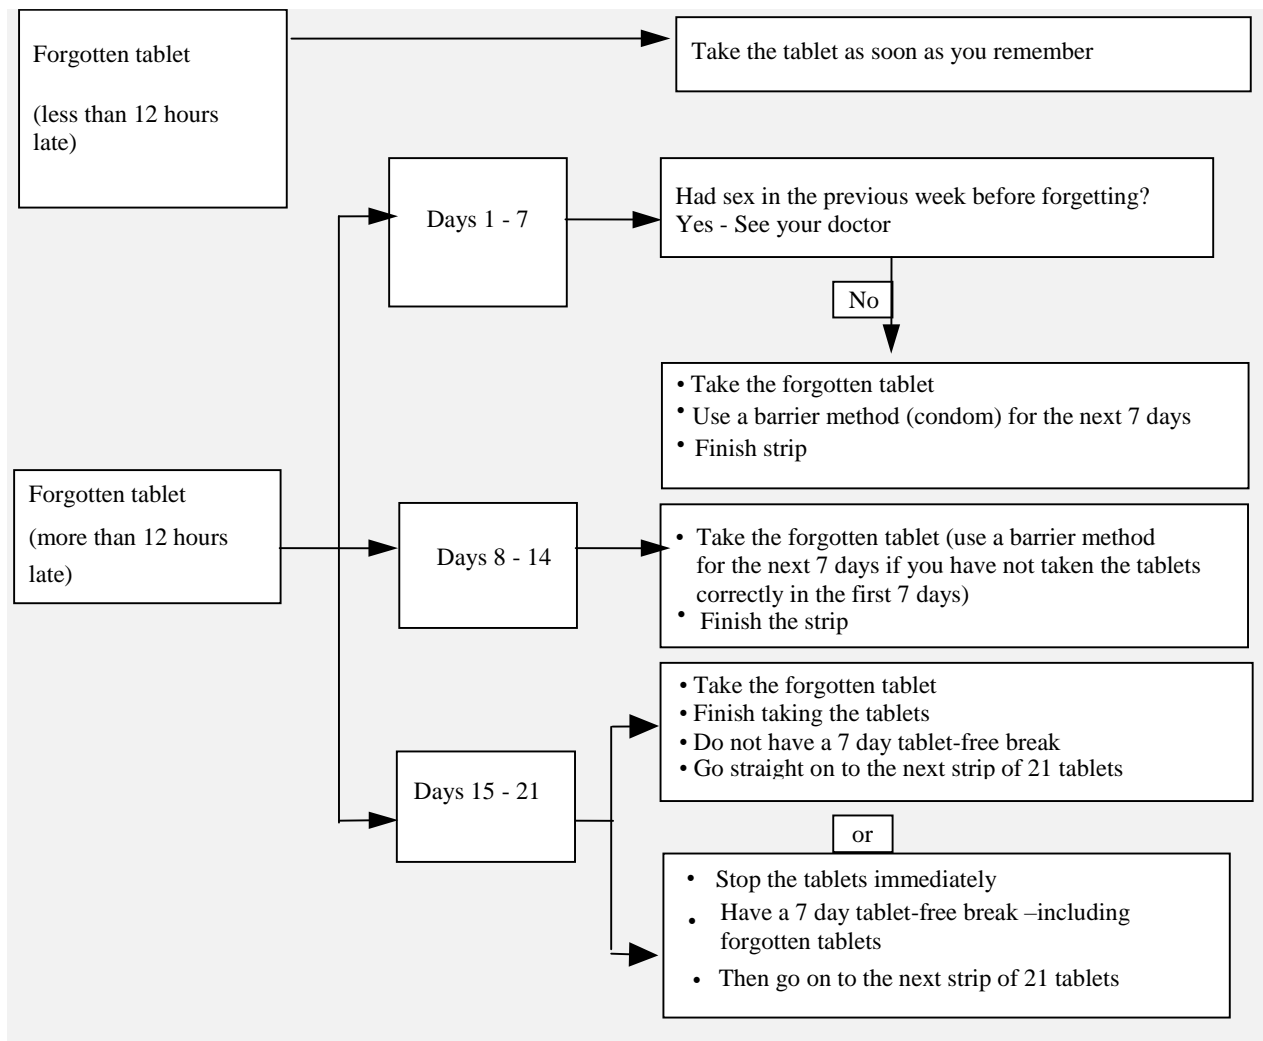 Forgotten tablet
(less than 12 hours
late)
Take the tablet as soon as you remember
Days 1 - 7
Had sex in the previous week before forgetting?
Yes - See your doctor
No
• Take the forgotten tablet
• Use a barrier method (condom) for the next 7 days
• Finish strip
Forgotten tablet
(more than 12 hours
late)
Days 8 - 14
• Take the forgotten tablet (use a barrier method
for the next 7 days if you have not taken the tablets
correctly in the first 7 days)
• Finish the strip
Days 15 - 21
• Take the forgotten tablet
• Finish taking the tablets
• Do not have a 7 day tablet-free break
• Go straight on to the next strip of 21 tablets
or
• Stop the tablets immediately
• Have a 7 day tablet-free break –including
forgotten tablets
• Then go on to the next strip of 21 tablets